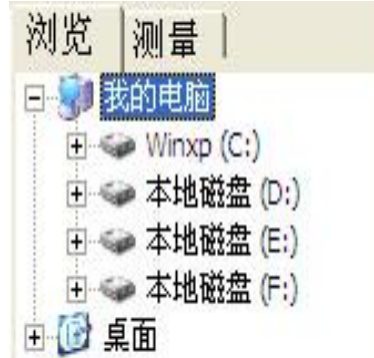 浏览 测量
我的电脑
Winxp (C:)
本地磁盘 (D:)
本地磁盘 (E:)
本地磁盘 (F:)
桌面